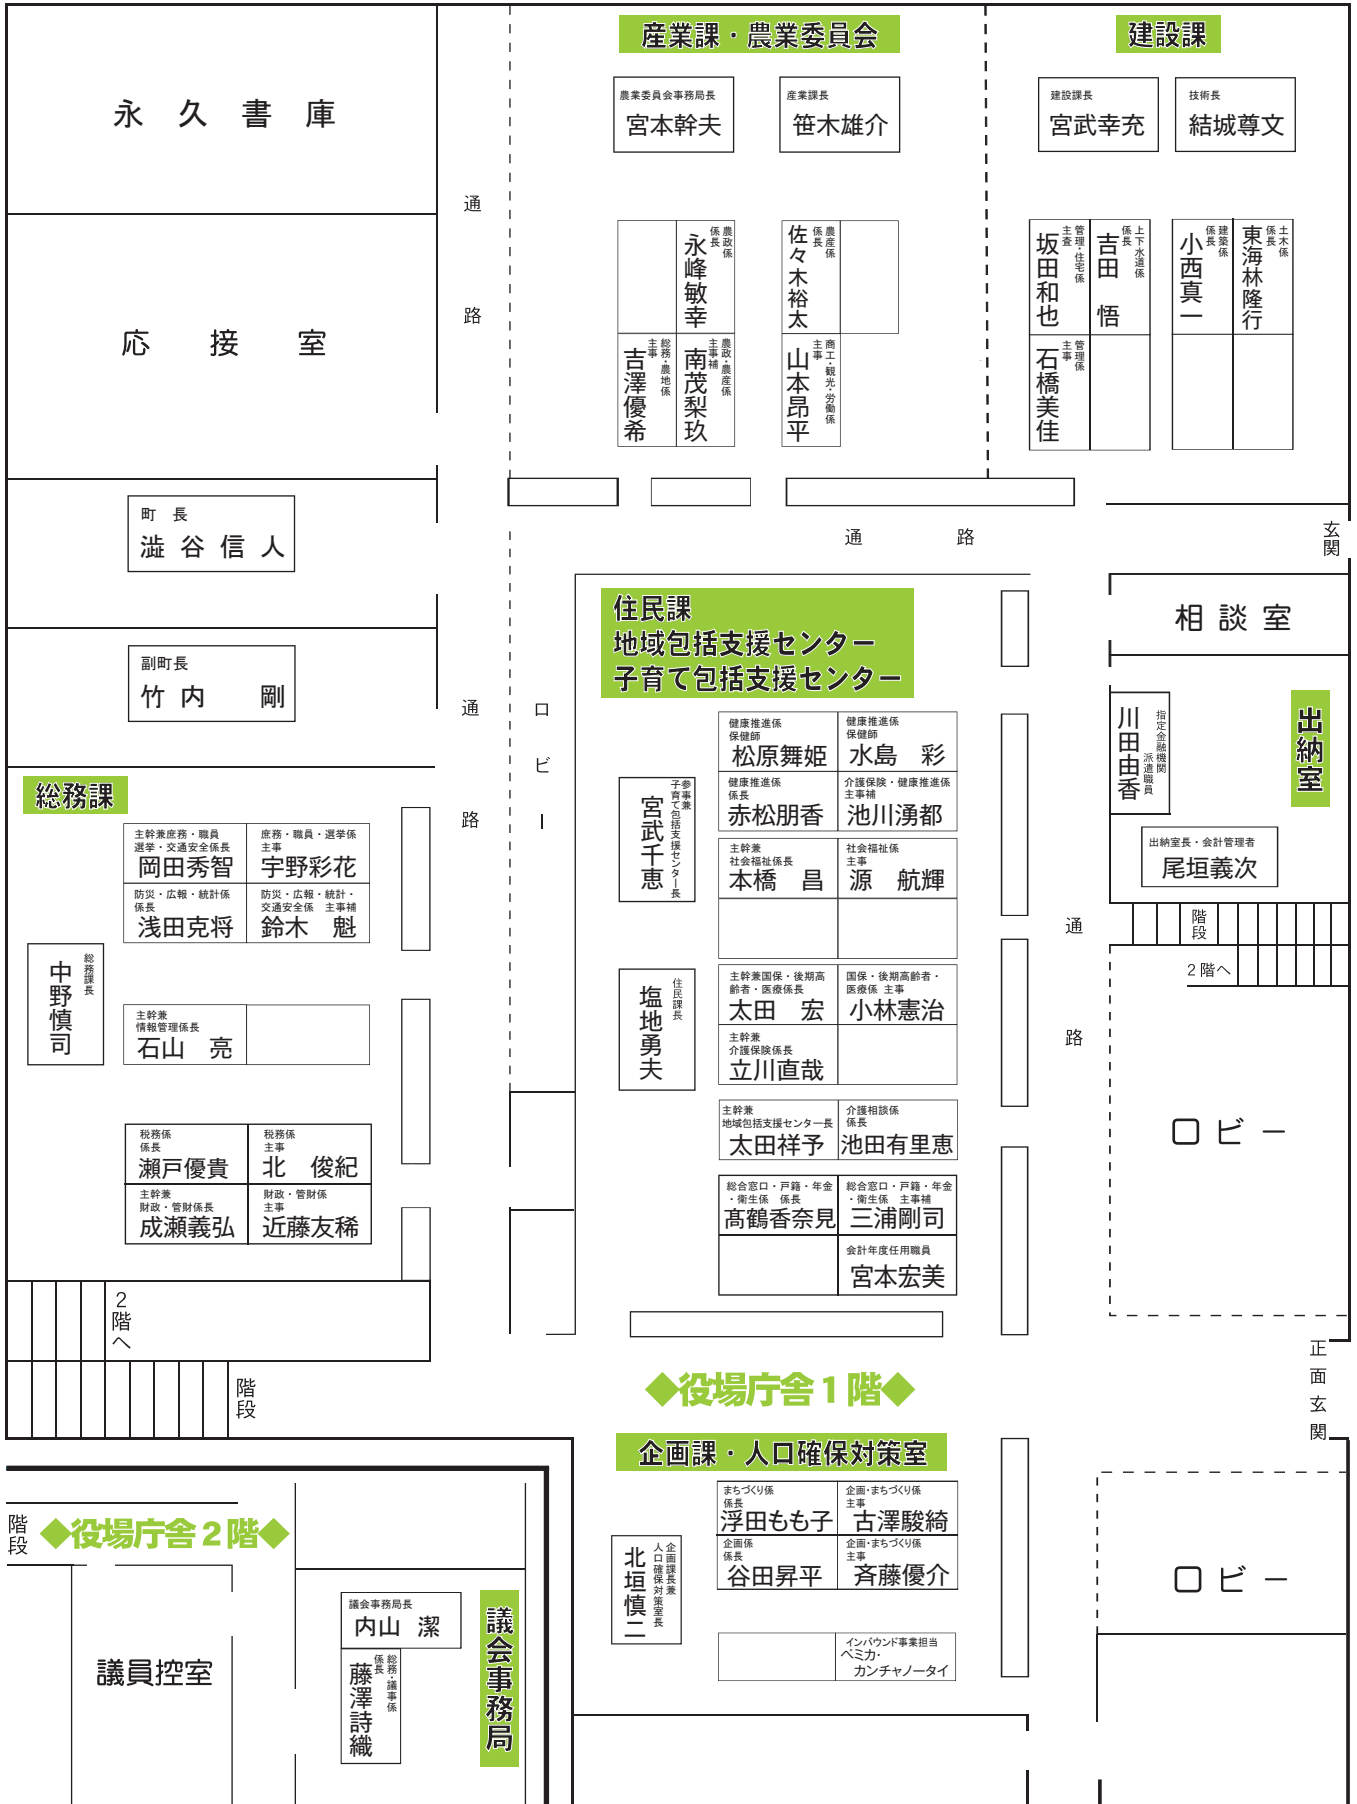 産業課・農業委員会
建設課
永久書庫
農業委員会事務局長
宮本幹夫
産業課長
笹木雄介
建設課長
宮武幸充
技術長
結城尊文
通路
応接室
農政係
係長
永峰敏幸
農産係
係長
佐々木裕太
総務・農地係
主事
吉澤優希
農政・農産係
主事補
南茂梨玖
商工・観光・労働係
主事
山本昂平
管理・住宅係
主査
坂田和也
上下水道係
係長
吉田　悟
建築係
係長
小西真一
土木係
係長
東海林隆行
管理係
主事
石橋美佳
町　長
澁谷信人
通路
玄関
副町長
竹内　剛
通路
ロビー
住民課
地域包括支援センター
子育て包括支援センター
相談室
出納室
指定金融機関
派遣職員
川田由香
出納室長・会計管理者
尾垣義次
階段
2階へ
通路
ロビー
正面玄関
総務課
主幹兼庶務・職員
選挙・交通安全係長
岡田秀智
庶務・職員・選挙係
主事
宇野彩花
防災・広報・統計係
係長
浅田克将
防災・広報・統計・
交通安全係　主事補
鈴木　魁
総務課長
中野慎司
主幹兼
情報管理係長
石山　亮
税務係
係長
瀬戸優貴
税務係
主事
北　俊紀
主幹兼
財政・管財係長
成瀬義弘
財政・管財係
主事
近藤友稀
2階へ
階段
参事兼
子育て包括支援センター長
宮武千恵
健康推進係
保健師
松原舞姫
健康推進係
保健師
水島　彩
健康推進係
係長
赤松朋香
介護保険・健康推進係
主事補
池川湧都
主幹兼
社会福祉係長
本橋　昌
社会福祉係
主事
源　航輝
住民課長
塩地勇夫
主幹兼国保・後期高
齢者・医療係長
太田　宏
国保・後期高齢者・
医療係 主事
小林憲治
主幹兼
介護保険係長
立川直哉
主幹兼
地域包括支援センター長
太田祥予
介護相談係
係長
池田有里恵
総合窓口・戸籍・年金
・衛生係　係長
髙鶴香奈見
総合窓口・戸籍・年金
・衛生係　主事補
三浦剛司
会計年度任用職員
宮本宏美
◆役場庁舎1階◆
企画課・人口確保対策室
企画課長兼
人口確保対策室長
北垣慎二
まちづくり係
係長
浮田もも子
企画・まちづくり係
主事
古澤駿綺
企画係
係長
谷田昇平
企画・まちづくり係
主事
斉藤優介
インバウンド事業担当
ペミカ・
カンチャノータイ
ロビー
階段
◆役場庁舎2階◆
議員控室
議会事務局長
内山　潔
総務・議事係
係長
藤澤詩織
議会事務局